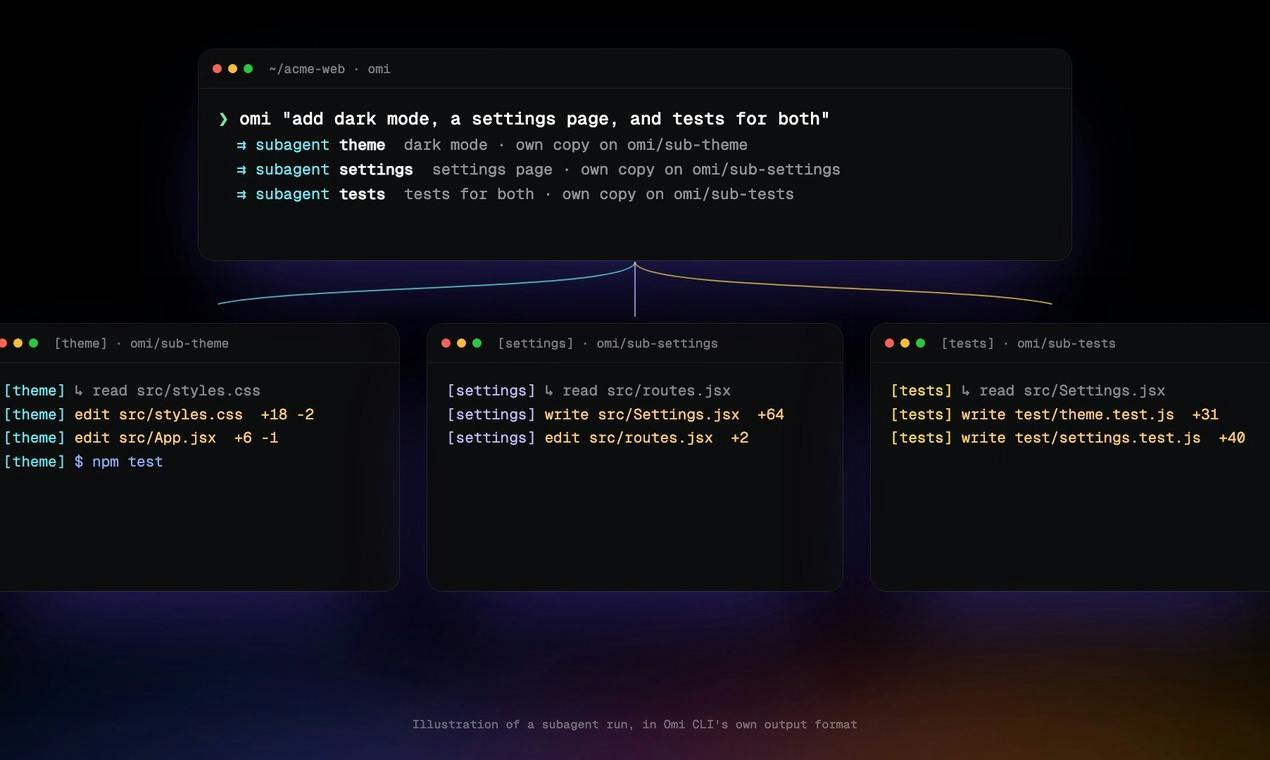 ~/acme-web · omi
❯ omi "add dark mode, a settings page, and tests for both"
⇉ subagent theme dark mode · own copy on omi/sub-theme
⇉ subagent settings settings page · own copy on omi/sub-settings
⇉ subagent tests tests for both · own copy on omi/sub-tests
[theme] · omi/sub-theme
[theme] ↳ read src/styles.css
[theme] edit src/styles.css +18 -2
[theme] edit src/App.jsx +6 -1
[theme] $ npm test
[settings] · omi/sub-settings
[settings] ↳ read src/routes.jsx
[settings] write src/Settings.jsx +64
[settings] edit src/routes.jsx +2
[tests] · omi/sub-tests
[tests] ↳ read src/Settings.jsx
[tests] write test/theme.test.js +31
[tests] write test/settings.test.js +40
Illustration of a subagent run, in Omi CLI's own output format